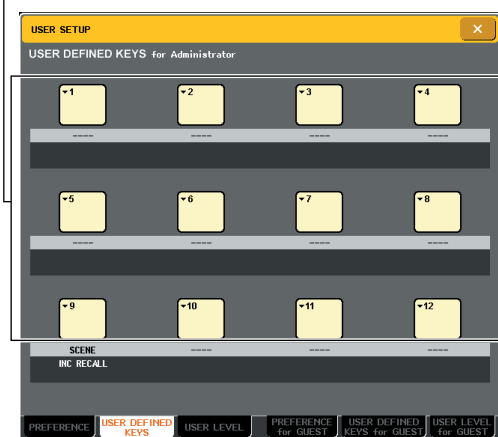 USER SETUP
USER DEFINED KEYS for Administrator
1 2 3 4
---- ---- ---- ----
5 6 7 8
---- ---- ---- ----
9 10 11 12
SCENE ---- ---- ----
INC RECALL
PREFERENCE USER DEFINED KEYS USER LEVEL PREFERENCE for GUEST USER DEFINED KEYS for GUEST USER LEVEL for GUEST